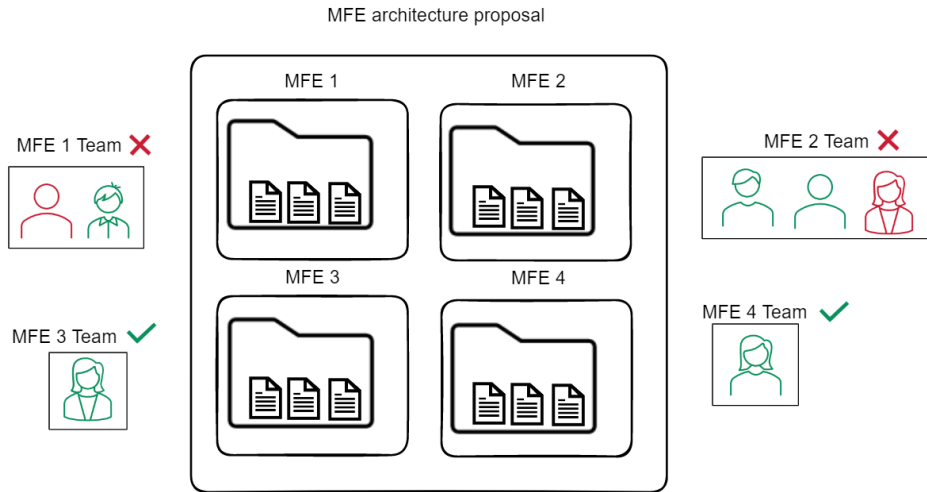 MFE architecture proposal
MFE 1
MFE 2
MFE 1 Team
MFE 2 Team
MFE 3
MFE 4
MFE 3 Team
MFE 4 Team